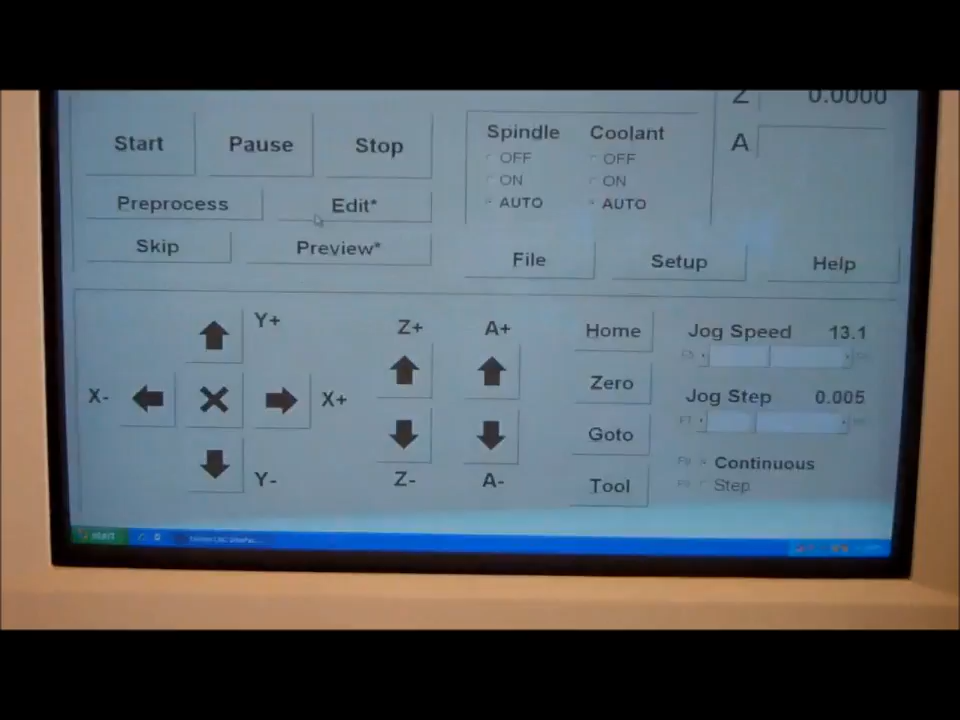 Z 0.0000
Start Pause Stop
Spindle Coolant
A
OFF OFF
ON ON
AUTO AUTO
Preprocess Edit*
Skip Preview*
File Setup Help
Y+ Z+ A+ Home Jog Speed 13.1
X- X+ Zero Jog Step 0.005
Goto
Continuous
Y- Z- A- Tool Step
start